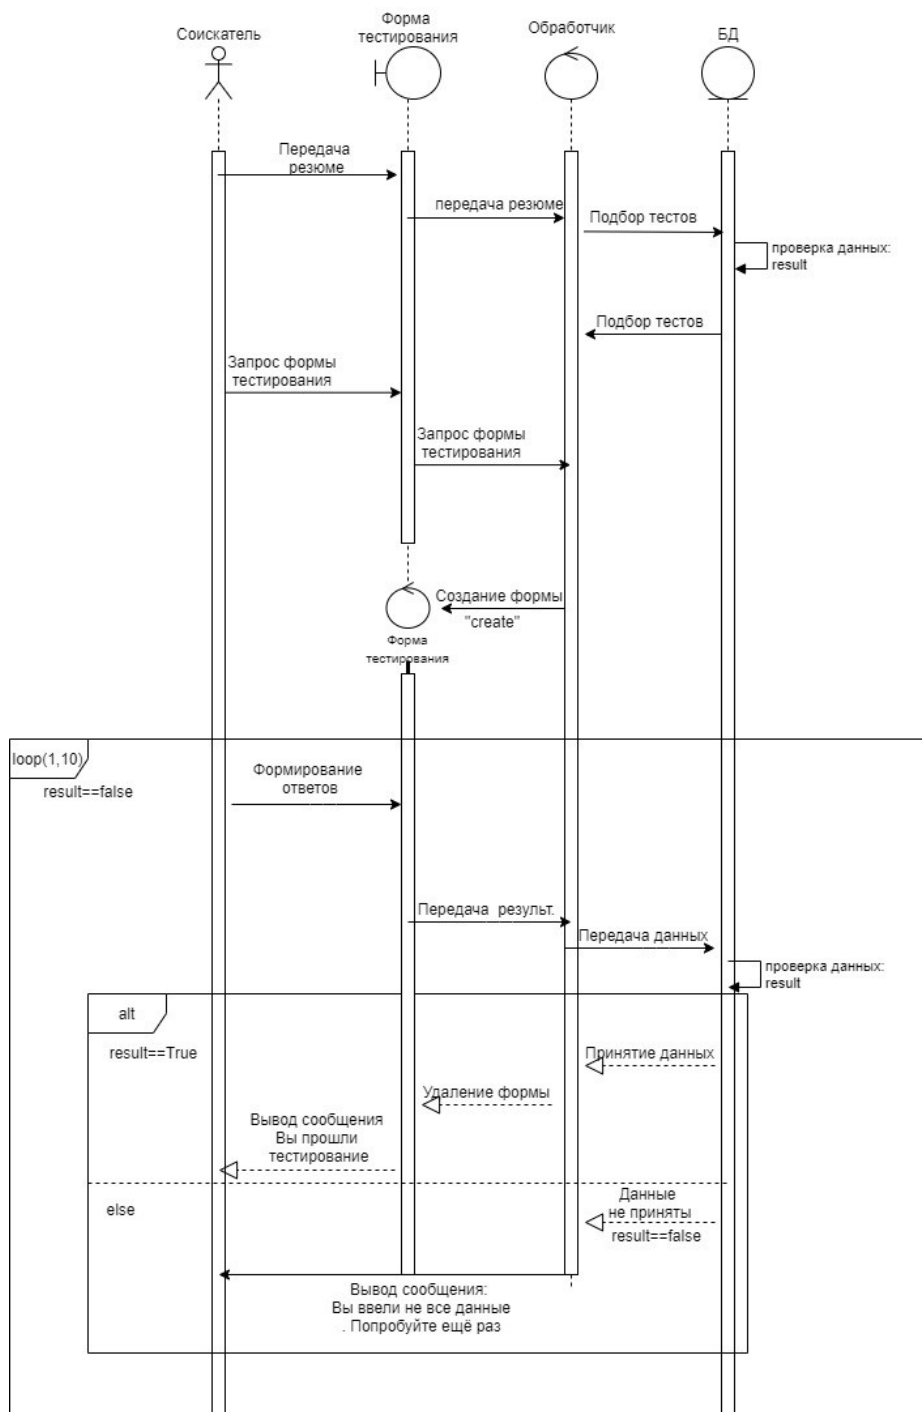 Соискатель
Форма
тестирования
Обработчик
БД
Передача
резюме
передача резюме
Подбор тестов
проверка данных:
result
Подбор тестов
Запрос формы
тестирования
Запрос формы
тестирования
Создание формы
"create"
Форма
тестирования
loop(1,10)
result==false
Формирование
ответов
Передача результ.
Передача данных
проверка данных:
result
alt
result==True
Принятие данных
Удаление формы
Вывод сообщения
Вы прошли
тестирование
else
Данные
не приняты
result==false
Вывод сообщения:
Вы ввели не все данные
. Попробуйте ещё раз